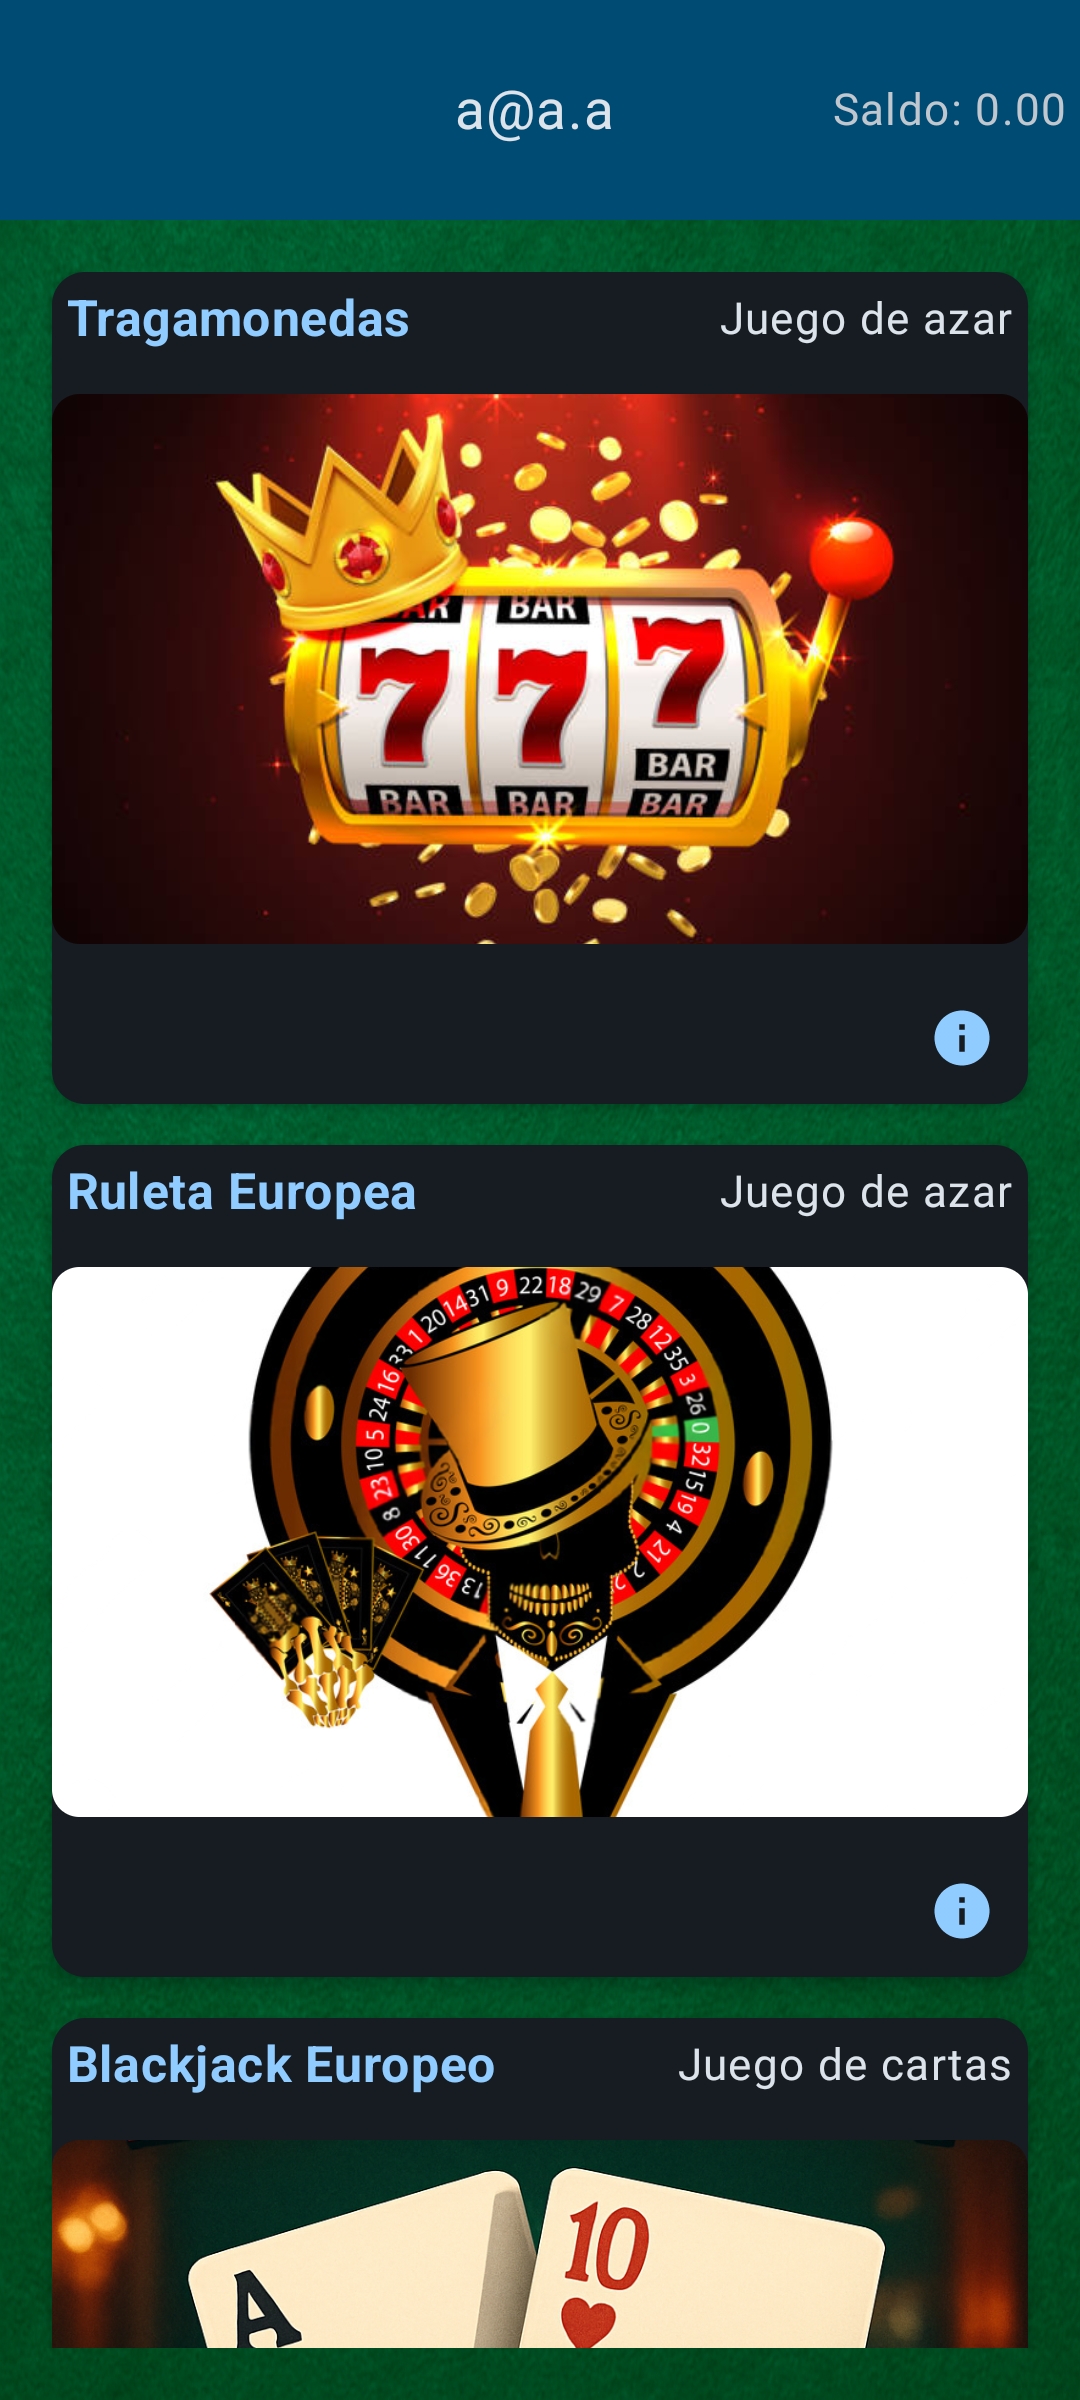 a@a.a
Saldo: 0.00
Tragamonedas
Juego de azar
BAR BAR
7 7 7
BAR
BAR BAR BAR
Ruleta Europea
Juego de azar
10 5 24 16 33 1 20 14 31 9 22 18 29 7 28 12 35 3 26 0 32 15 19 4 21 2
23 8 30 11 36 13
Blackjack Europeo
Juego de cartas
A
10